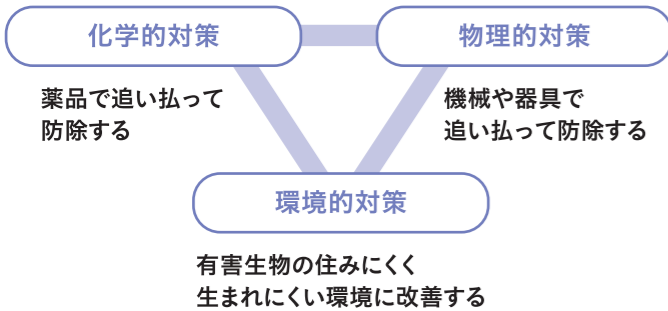 化学的対策
物理的対策
薬品で追い払って
防除する
機械や器具で
追い払って防除する
環境的対策
有害生物の住みにくく
生まれにくい環境に改善する